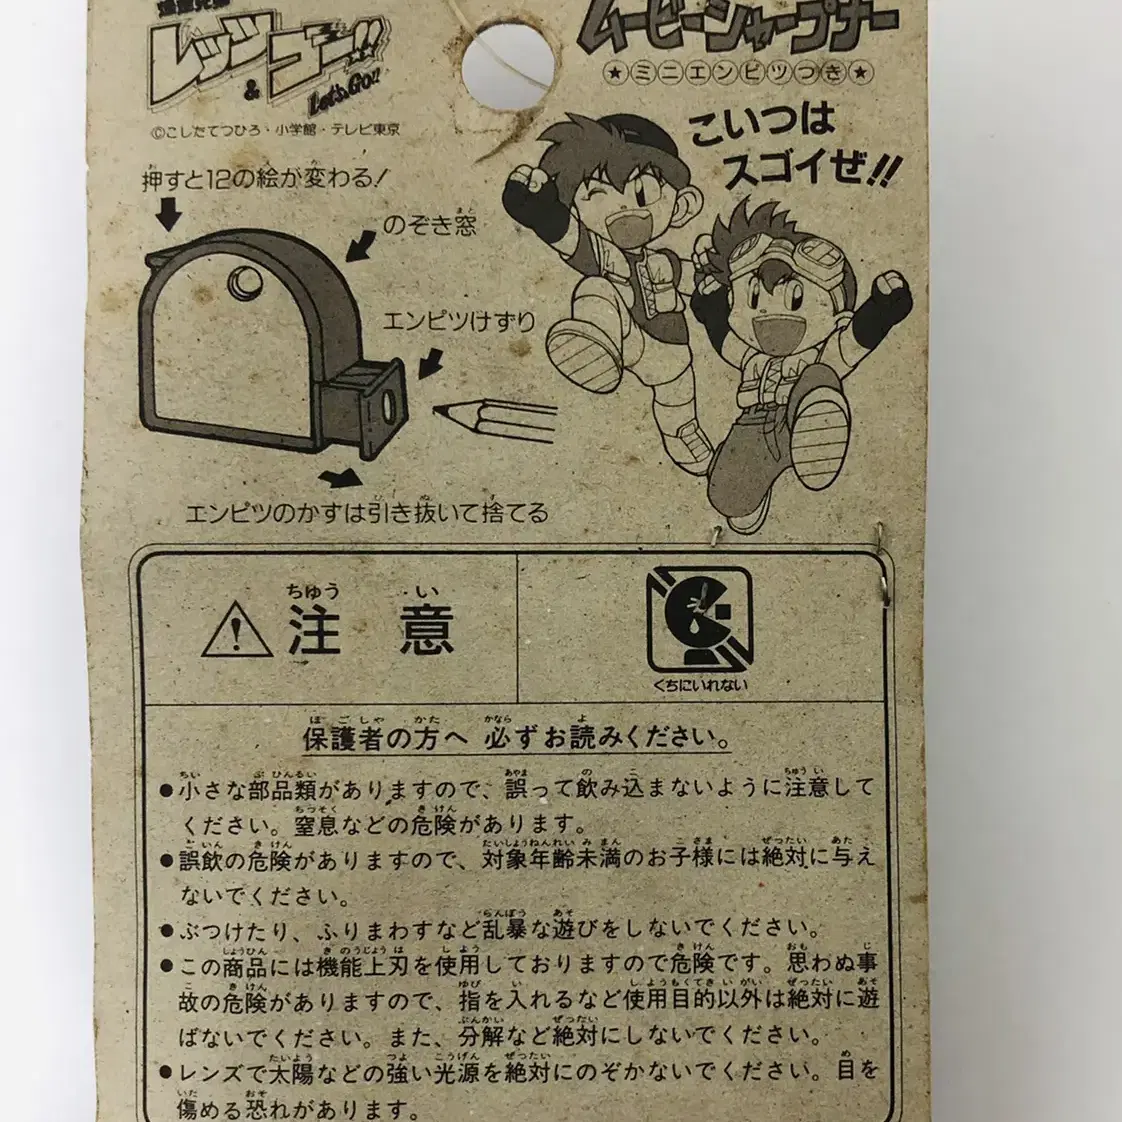 レッツ
&
ゴー!!
Let's Go!!
©こしたてつひろ・小学館・テレビ東京
ムービーシャープナー
★ミニエンピツつき★
こいつは
スゴイぜ!!
押すと12の絵が変わる!
のぞき窓
エンピツけずり
エンピツのかすは引き抜いて捨てる
注意
くちにいれない
保護者の方へ 必ずお読みください。
●小さな部品類がありますので、誤って飲み込まないように注意して
ください。窒息などの危険があります。
●誤飲の危険がありますので、対象年齢未満のお子様には絶対に与え
ないでください。
●ぶつけたり、ふりまわすなど乱暴な遊びをしないでください。
●この商品には機能上刃を使用しておりますので危険です。思わぬ事
故の危険がありますので、指を入れるなど使用目的以外は絶対に遊
ばないでください。また、分解など絶対にしないでください。
●レンズで太陽などの強い光源を絶対にのぞかないでください。目を
傷める恐れがあります。